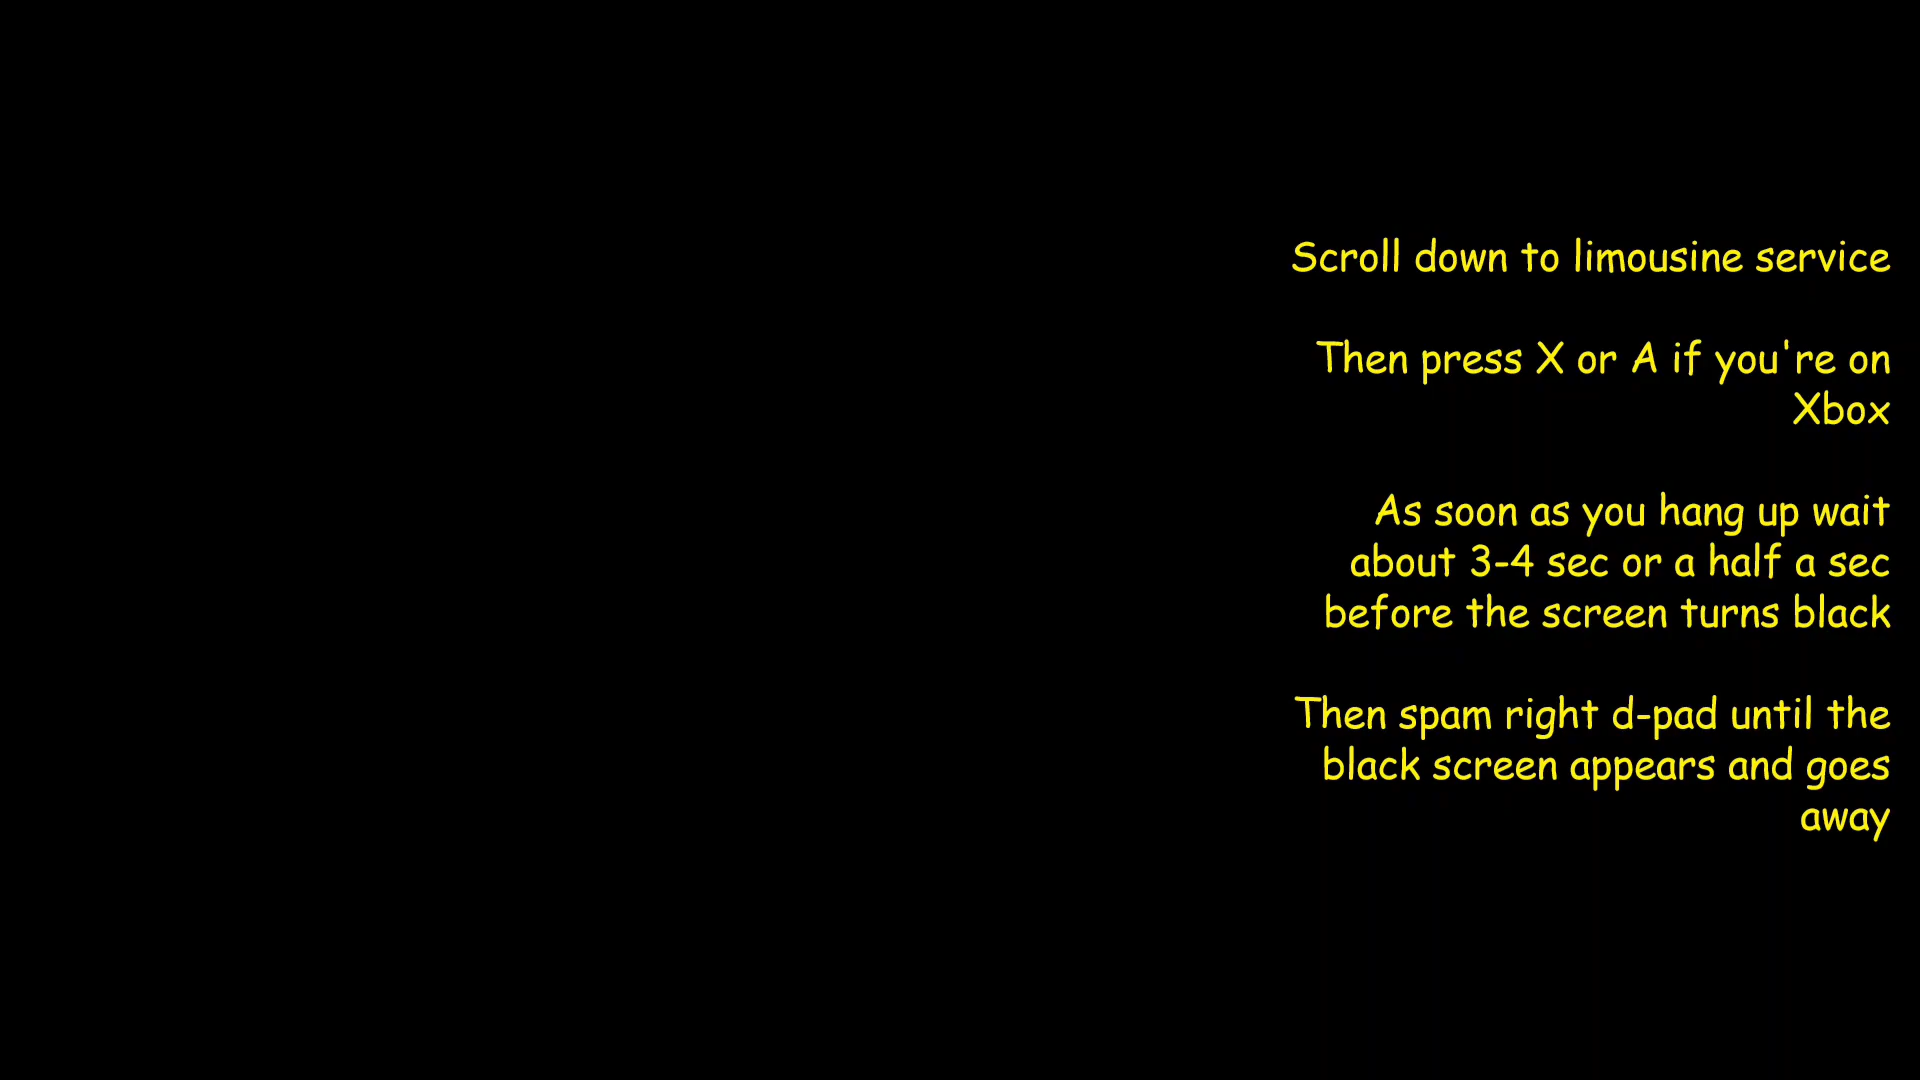 Scroll down to limousine service
Then press X or A if you're on
Xbox
As soon as you hang up wait
about 3-4 sec or a half a sec
before the screen turns black
Then spam right d-pad until the
black screen appears and goes
away